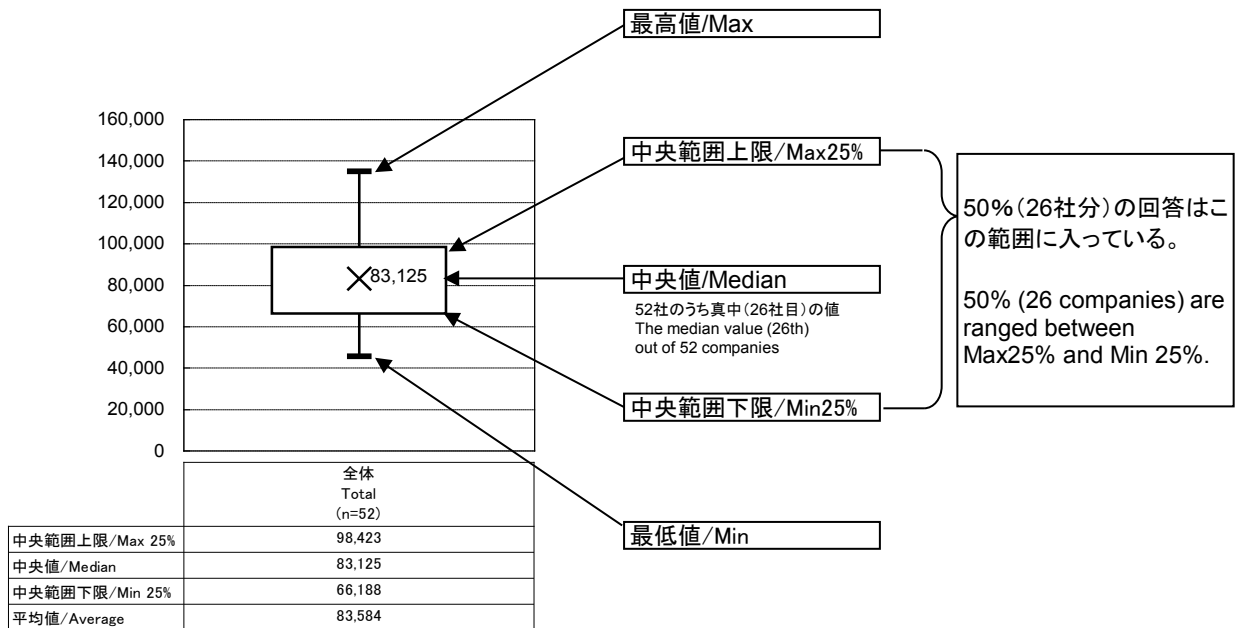 最高値/Max
160,000
140,000
120,000
100,000
80,000
60,000
40,000
20,000
0
83,125
中央範囲上限/Max25%
中央値/Median
52社のうち真中(26社目)の値
The median value (26th)
out of 52 companies
中央範囲下限/Min25%
最低値/Min
50%(26社分)の回答はこ
の範囲に入っている。
50% (26 companies) are
ranged between
Max25% and Min 25%.
全体
Total
(n=52)
中央範囲上限/Max 25% 98,423
中央値/Median 83,125
中央範囲下限/Min 25% 66,188
平均値/Average 83,584